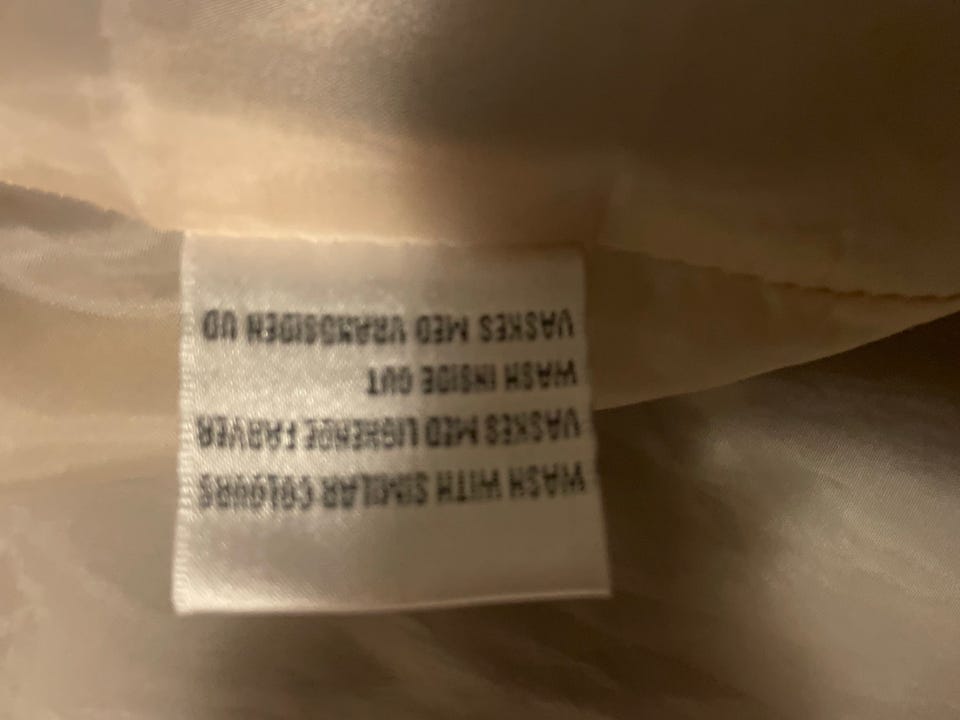 WASH WITH SIMILAR COLOURS
VASKES MED LIGNENDE FARVER
WASH INSIDE OUT
VASKES MED VRANGSIDEN UD